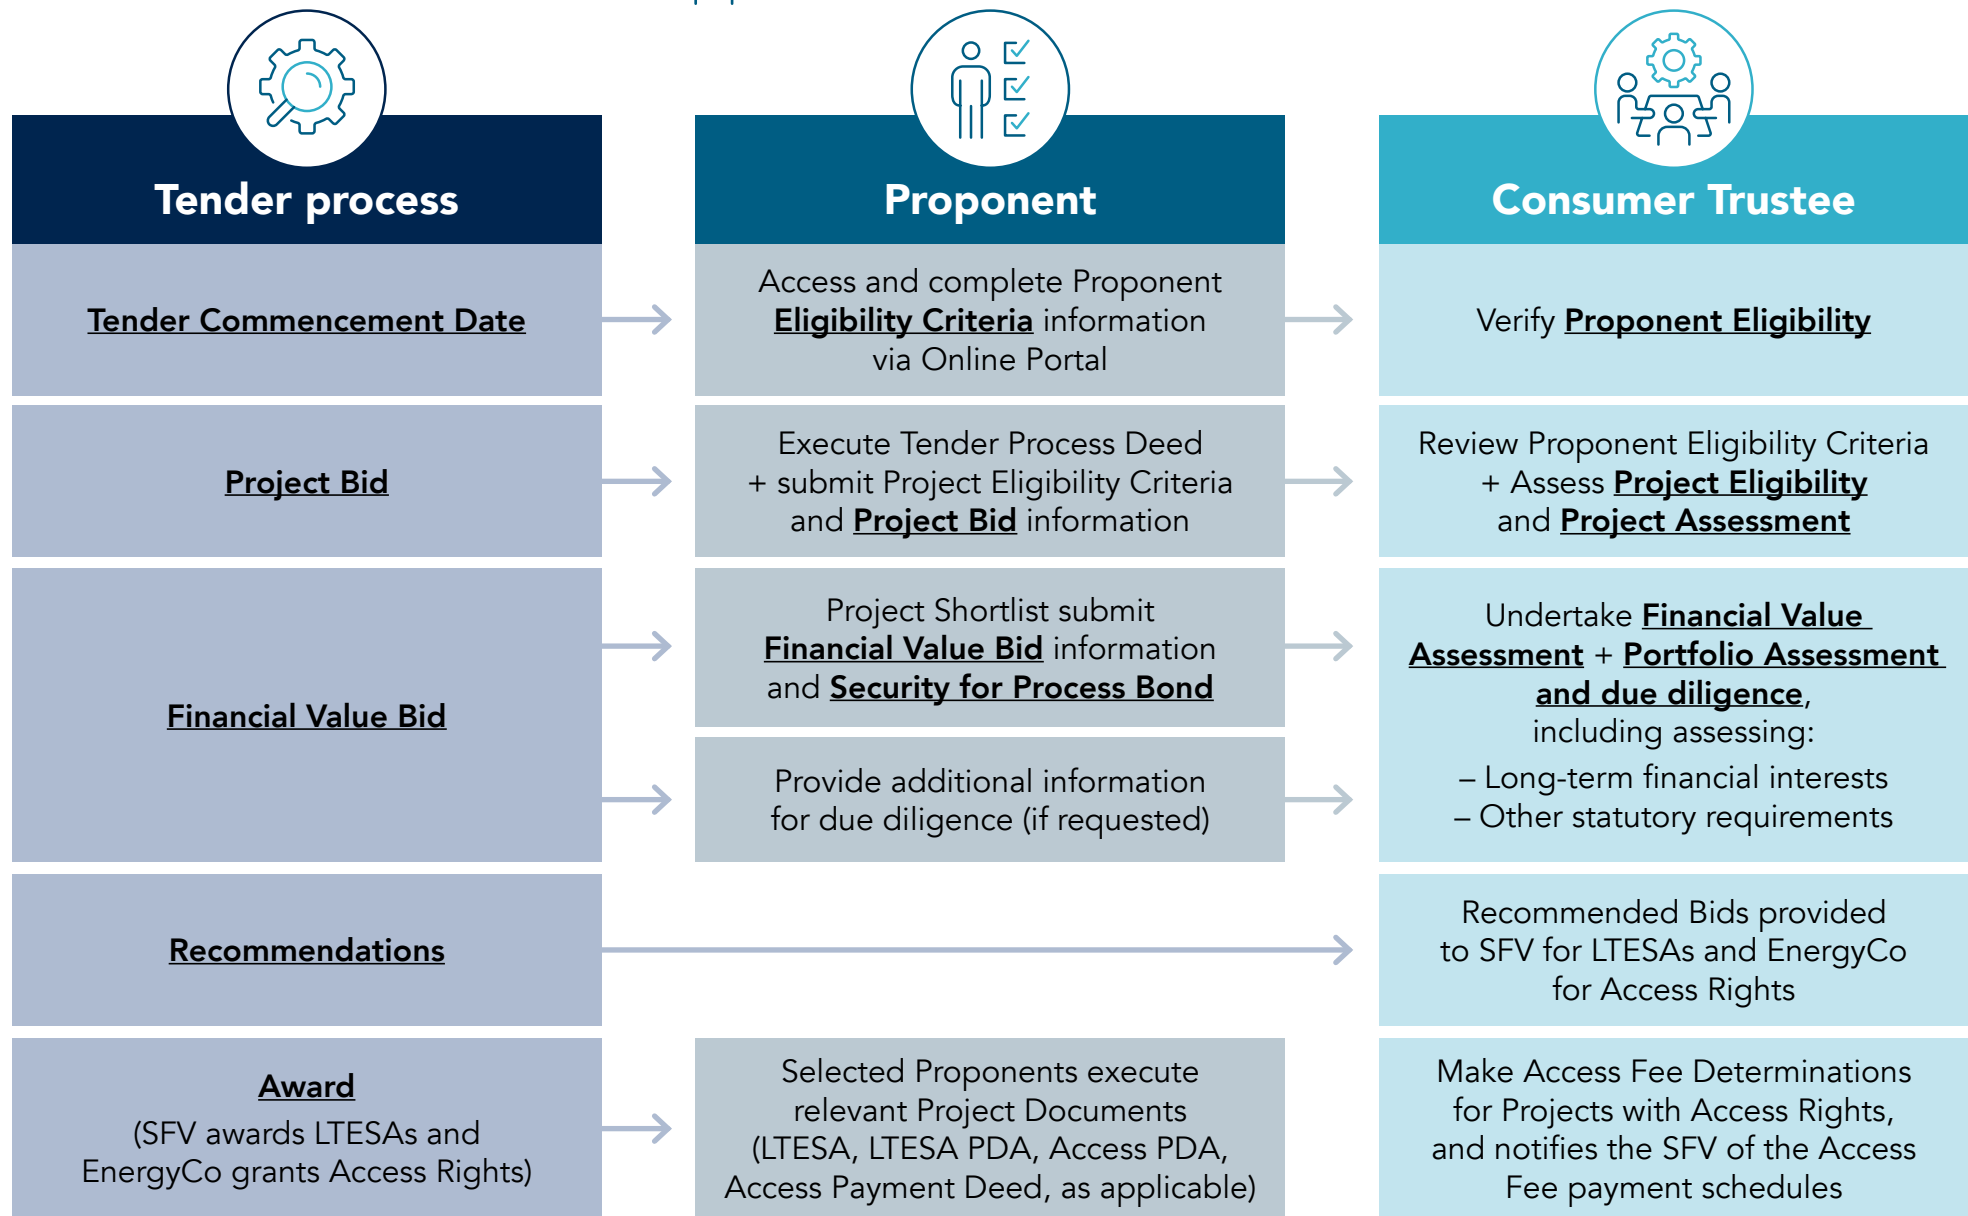 Tender process
Proponent
Consumer Trustee
Tender Commencement Date
Access and complete Proponent
Eligibility Criteria information
via Online Portal
Verify Proponent Eligibility
Project Bid
Execute Tender Process Deed
+ submit Project Eligibility Criteria
and Project Bid information
Review Proponent Eligibility Criteria
+ Assess Project Eligibility
and Project Assessment
Financial Value Bid
Project Shortlist submit
Financial Value Bid information
and Security for Process Bond
Provide additional information
for due diligence (if requested)
Undertake Financial Value
Assessment + Portfolio Assessment
and due diligence,
including assessing:
– Long-term financial interests
– Other statutory requirements
Recommendations
Recommended Bids provided
to SFV for LTESAs and EnergyCo
for Access Rights
Award
(SFV awards LTESAs and
EnergyCo grants Access Rights)
Selected Proponents execute
relevant Project Documents
(LTESA, LTESA PDA, Access PDA,
Access Payment Deed, as applicable)
Make Access Fee Determinations
for Projects with Access Rights,
and notifies the SFV of the Access
Fee payment schedules